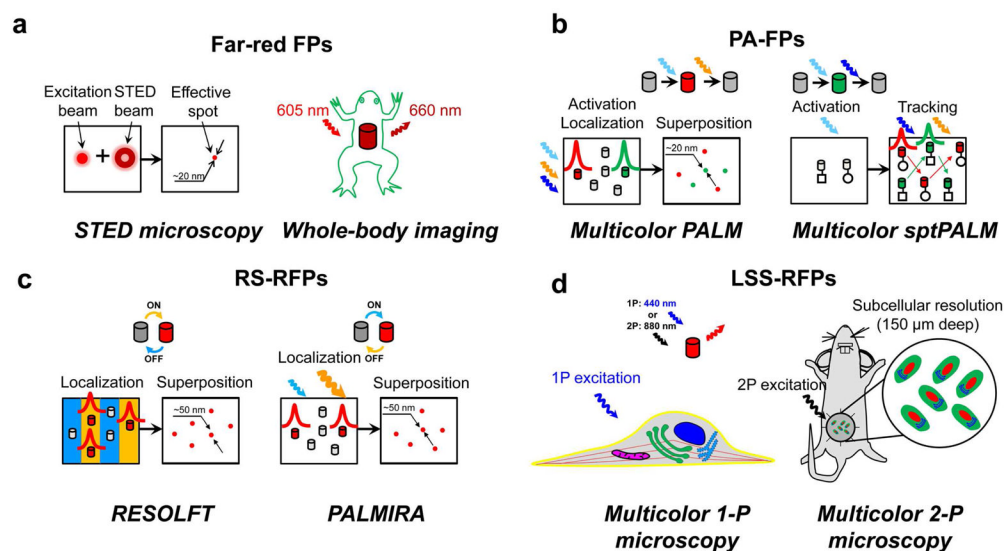 a
Far-red FPs
Excitation beam
STED beam
Effective spot
~20 nm
605 nm
660 nm
STED microscopy
Whole-body imaging
b
PA-FPs
Activation
Localization
Superposition
~20 nm
Multicolor PALM
Activation
Tracking
Multicolor sptPALM
c
RS-RFPs
ON
OFF
Localization
Superposition
~50 nm
RESOLFT
ON
OFF
Localization
Superposition
~50 nm
PALMIRA
d
LSS-RFPs
1P: 440 nm
or
2P: 880 nm
1P excitation
Multicolor 1-P
microscopy
Subcellular resolution
(150 µm deep)
2P excitation
Multicolor 2-P
microscopy